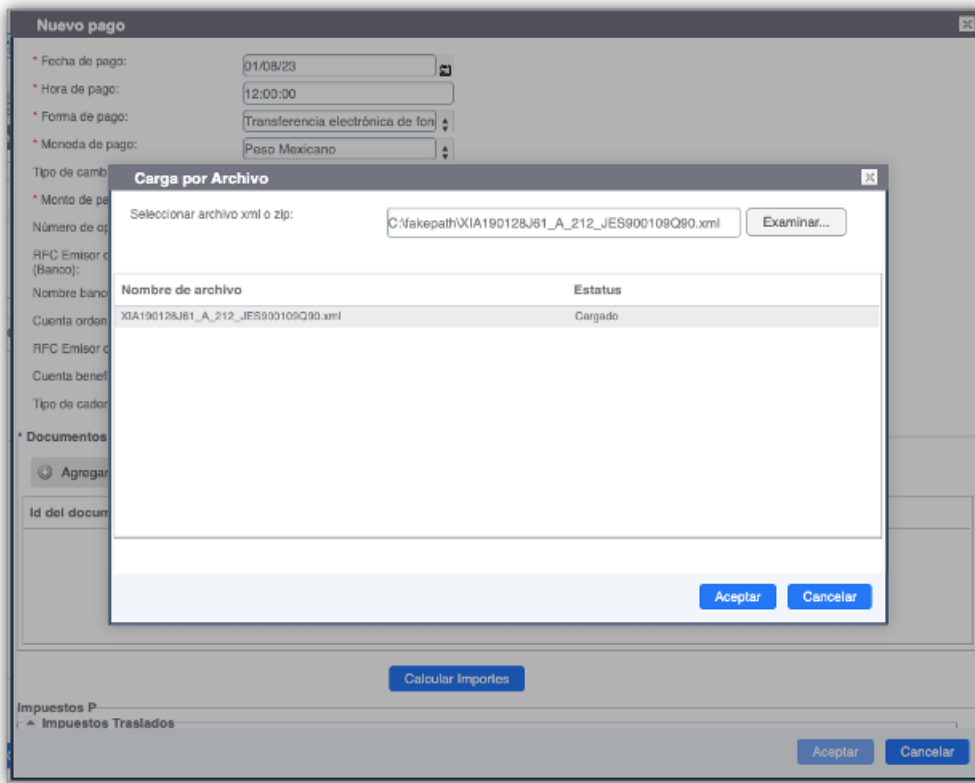 Nuevo pago
* Fecha de pago: 01/08/23
* Hora de pago: 12:00:00
* Forma de pago: Transferencia electrónica de fon
* Moneda de pago: Peso Mexicano
Tipo de camb
Carga por Archivo
* Monto de pa
Seleccionar archivo xml o zip: C:\fakepath\XIA190128J61_A_212_JES900109Q90.xml Examinar...
Número de op
RFC Emisor c
(Banco):
Nombre banc
Nombre de archivo Estatus
Cuenta orden
XIA190128J61_A_212_JES900109Q90.xml Cargado
RFC Emisor c
Cuenta benef
Tipo de cader
* Documentos
Agregar
Id del docum
Aceptar Cancelar
Calcular Importes
Impuestos P
Impuestos Traslados
Aceptar Cancelar